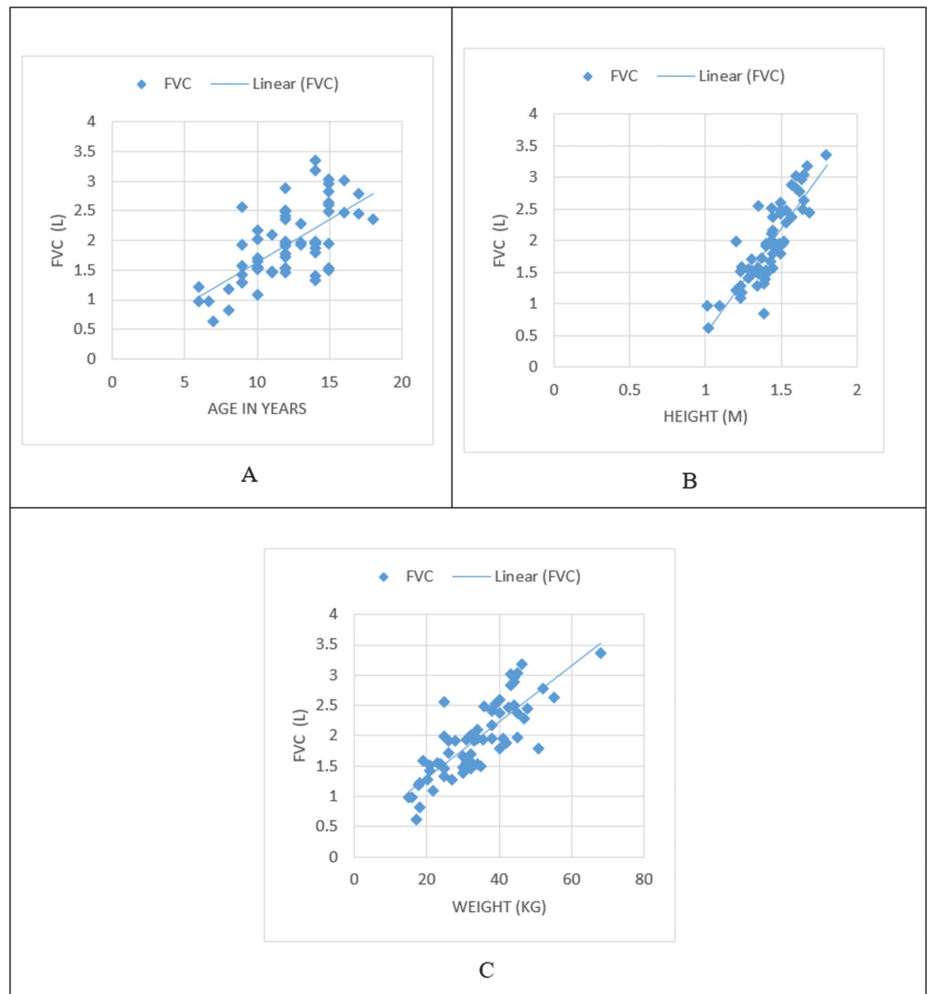 FVC Linear (FVC)
4
3.5
3
2.5
2
1.5
1
0.5
0
FVC (L)
0 5 10 15 20
AGE IN YEARS
A
FVC Linear (FVC)
4
3.5
3
2.5
2
1.5
1
0.5
0
FVC (L)
0 0.5 1 1.5 2
HEIGHT (M)
B
FVC Linear (FVC)
4
3.5
3
2.5
2
1.5
1
0.5
0
FVC (L)
0 20 40 60 80
WEIGHT (KG)
C